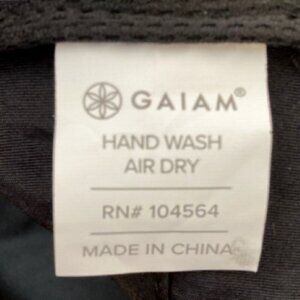 GAIAM®
HAND WASH
AIR DRY
RN# 104564
MADE IN CHINA